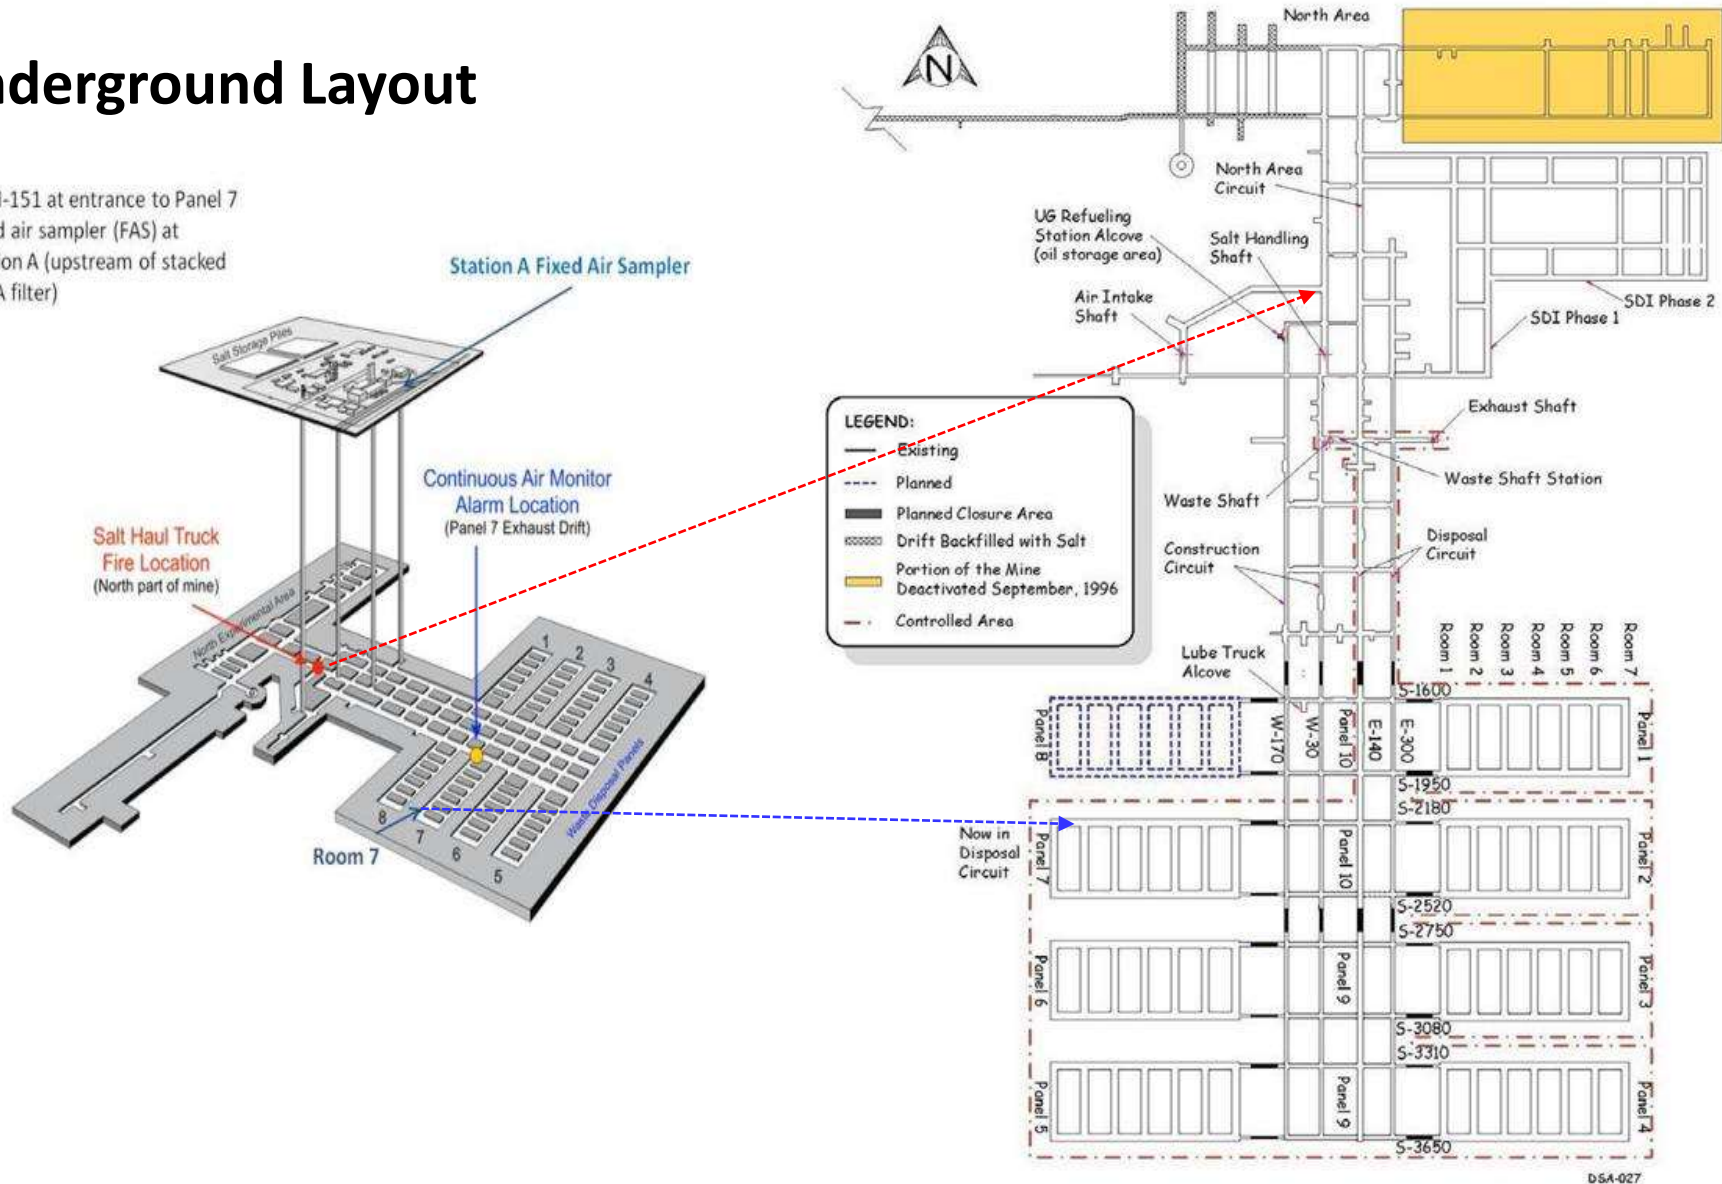 nderground Layout
-151 at entrance to Panel 7
d air sampler (FAS) at
on A (upstream of stacked
A filter)
Station A Fixed Air Sampler
Salt Storage Piles
Continuous Air Monitor
Alarm Location
(Panel 7 Exhaust Drift)
Salt Haul Truck
Fire Location
(North part of mine)
North Experimental Area
1
2
3
4
Waste Disposal Panels
8
7
6
5
Room 7
N
North Area
North Area
Circuit
UG Refueling
Station Alcove
(oil storage area)
Salt Handling
Shaft
Air Intake
Shaft
SDI Phase 2
SDI Phase 1
LEGEND:
Existing
Planned
Planned Closure Area
Drift Backfilled with Salt
Portion of the Mine
Deactivated September, 1996
Controlled Area
Exhaust Shaft
Waste Shaft Station
Waste Shaft
Construction
Circuit
Disposal
Circuit
Lube Truck
Alcove
Room 1
Room 2
Room 3
Room 4
Room 5
Room 6
Room 7
S-1600
Panel 8
W-170
W-30
Panel 10
E-140
E-300
Panel 1
S-1950
S-2180
Now in
Disposal
Circuit
Panel 7
Panel 10
Panel 2
S-2520
S-2750
Panel 6
Panel 9
Panel 3
S-3080
S-3310
Panel 5
Panel 9
Panel 4
S-3650
DSA-027